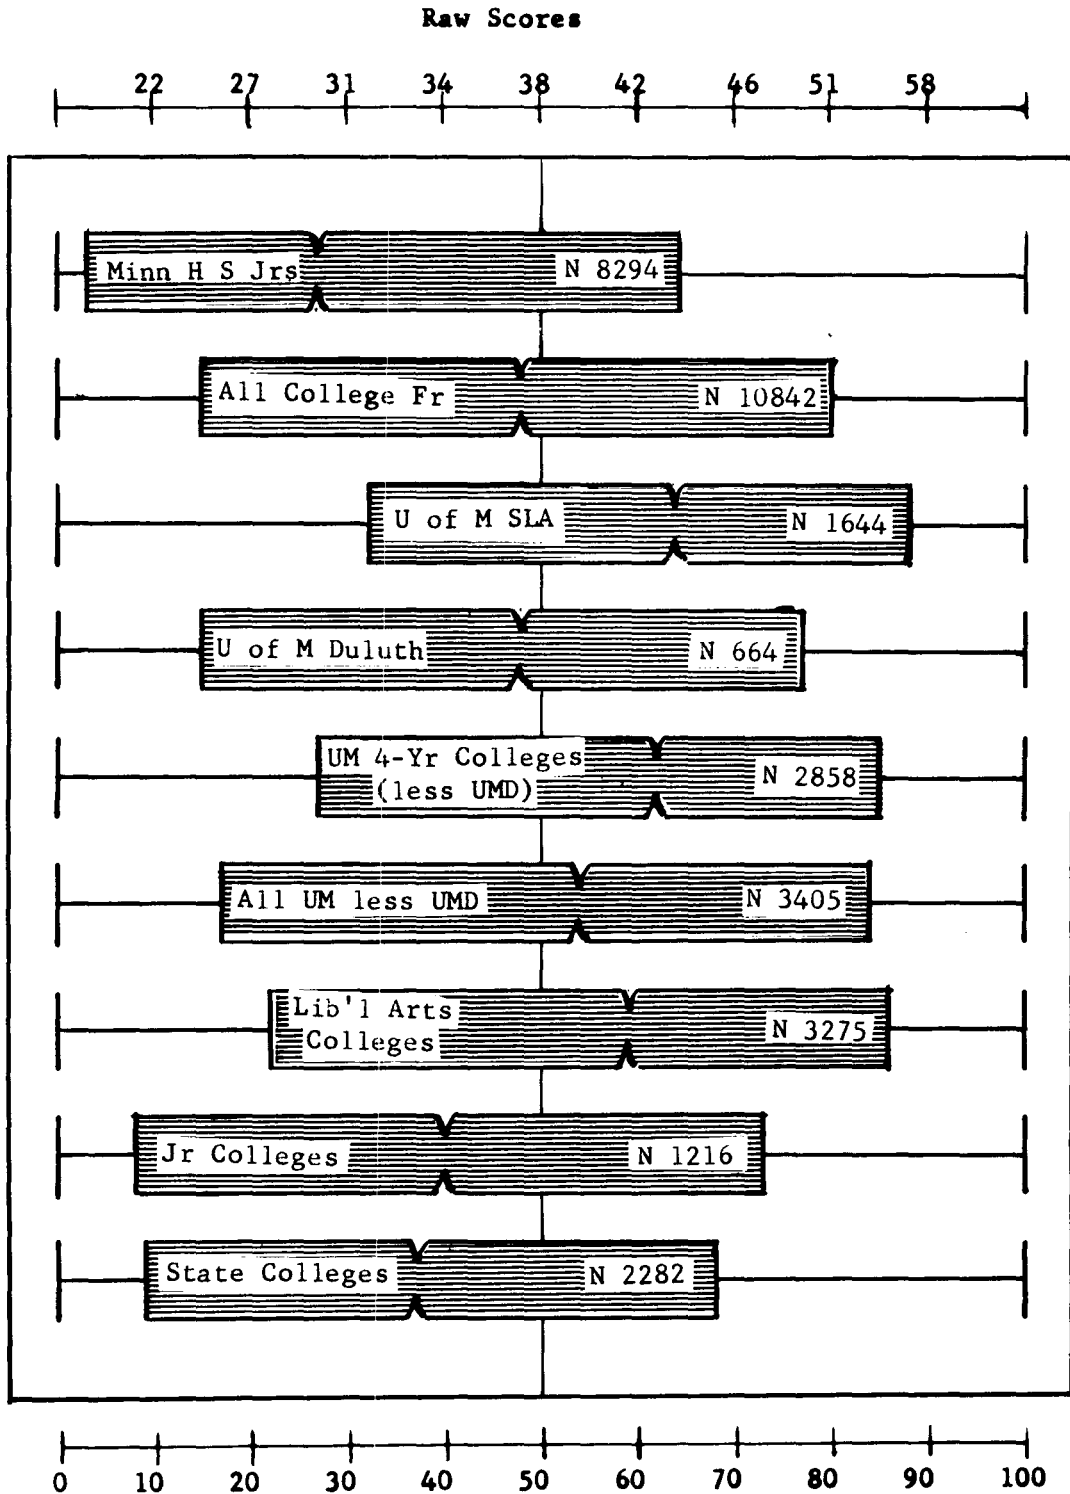 Raw Scores
22 27 31 34 38 42 46 51 58
Minn H S Jrs N 8294
All College Fr N 10842
U of M SLA N 1644
U of M Duluth N 664
UM 4-Yr Colleges
(less UMD) N 2858
All UM less UMD N 3405
Lib'l Arts
Colleges N 3275
Jr Colleges N 1216
State Colleges N 2282
0 10 20 30 40 50 60 70 80 90 100